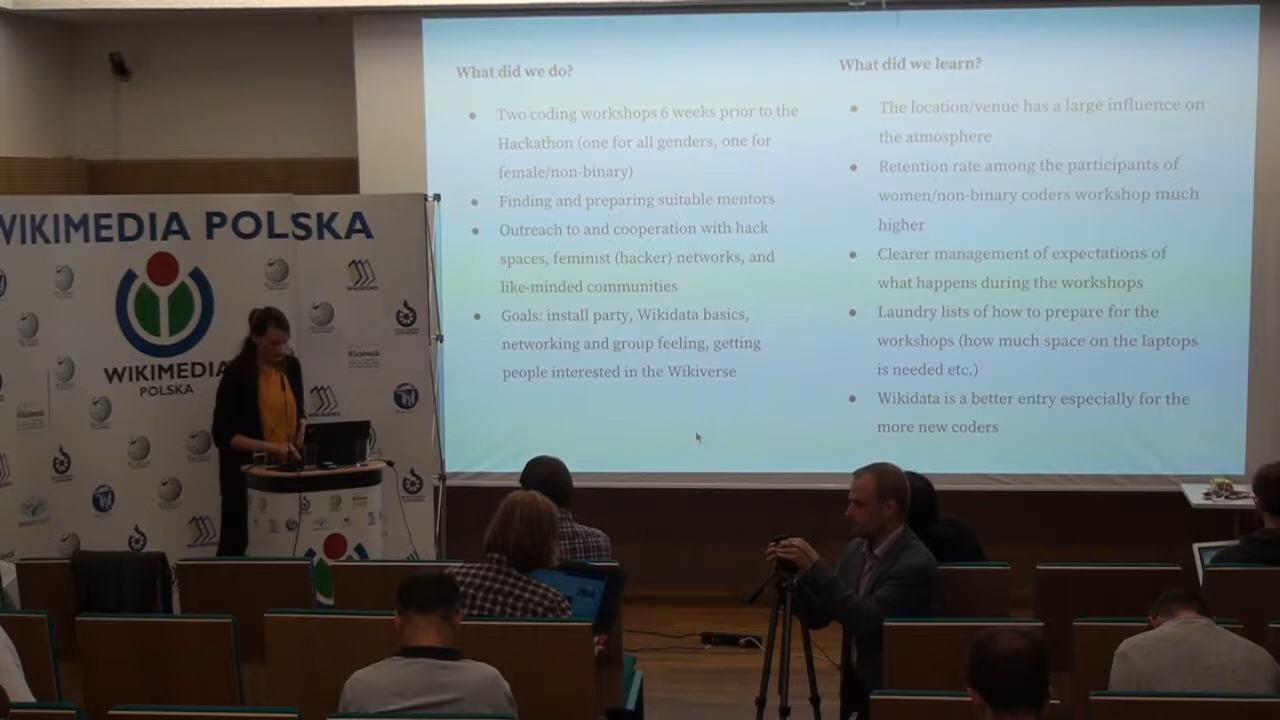 What did we do?
● Two coding workshops 6 weeks prior to the
Hackathon (one for all genders, one for
female/non-binary)
● Finding and preparing suitable mentors
● Outreach to and cooperation with hack
spaces, feminist (hacker) networks, and
like-minded communities
● Goals: install party, Wikidata basics,
networking and group feeling, getting
people interested in the Wikiverse
What did we learn?
● The location/venue has a large influence on
the atmosphere
● Retention rate among the participants of
women/non-binary coders workshop much
higher
● Clearer management of expectations of
what happens during the workshops
● Laundry lists of how to prepare for the
workshops (how much space on the laptops
is needed etc.)
● Wikidata is a better entry especially for the
more new coders
WIKIMEDIA POLSKA
WIKIMEDIA
POLSKA